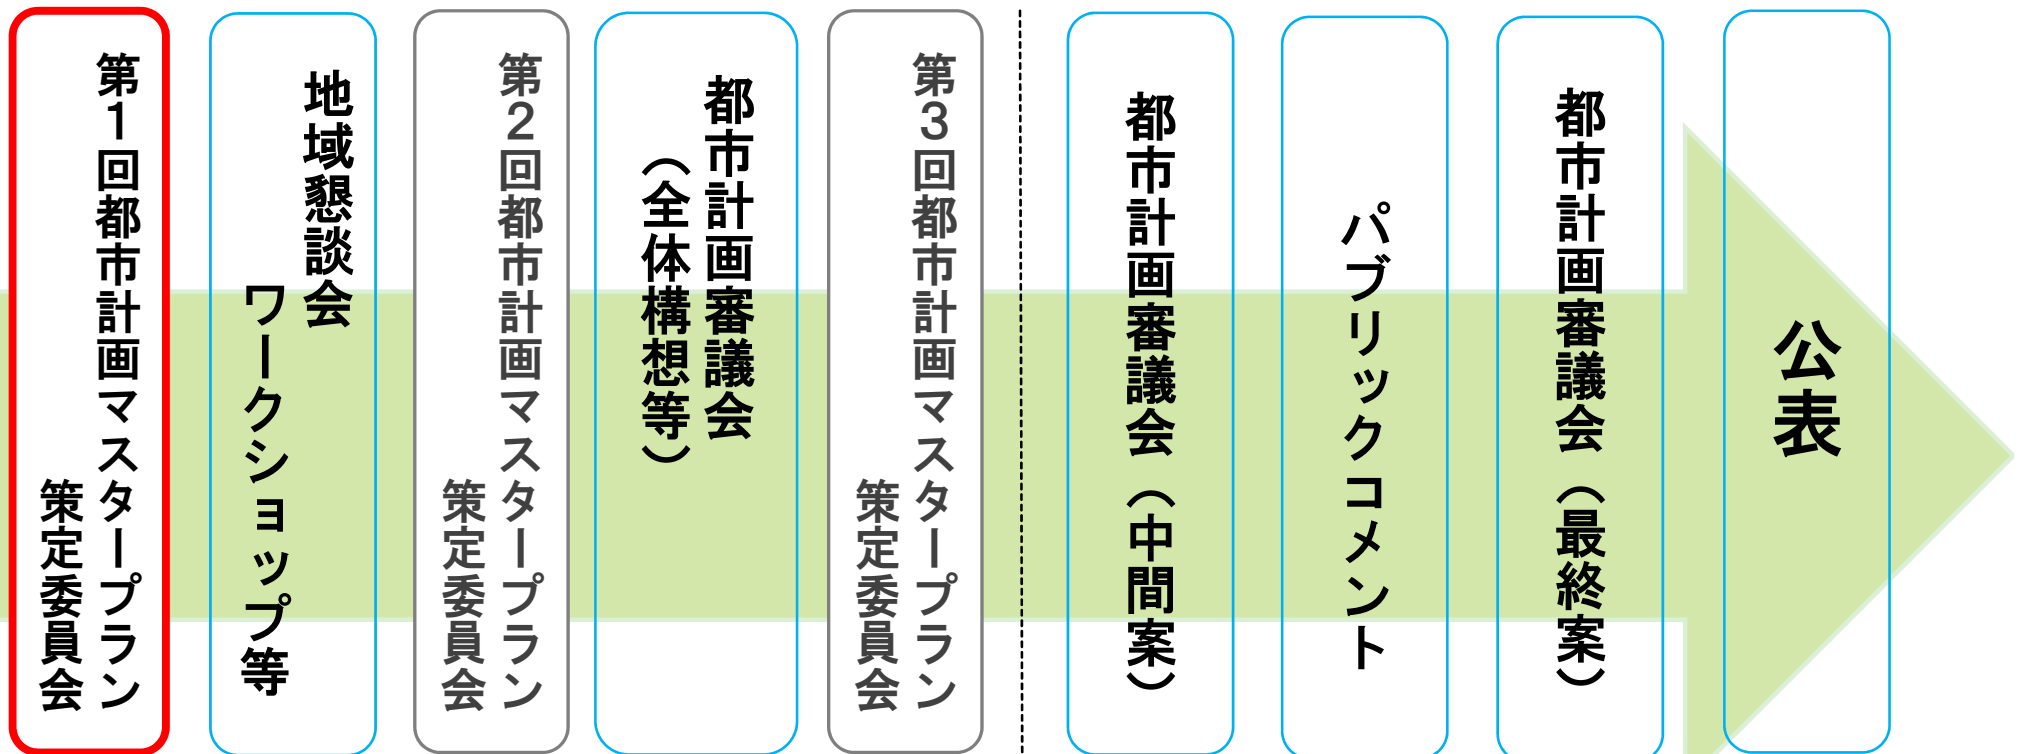 第１回都市計画マスタープラン
策定委員会
地域懇談会
ワークショップ等
第２回都市計画マスタープラン
策定委員会
都市計画審議会
（全体構想等）
第３回都市計画マスタープラン
策定委員会
都市計画審議会（中間案）
パブリックコメント
都市計画審議会（最終案）
公表